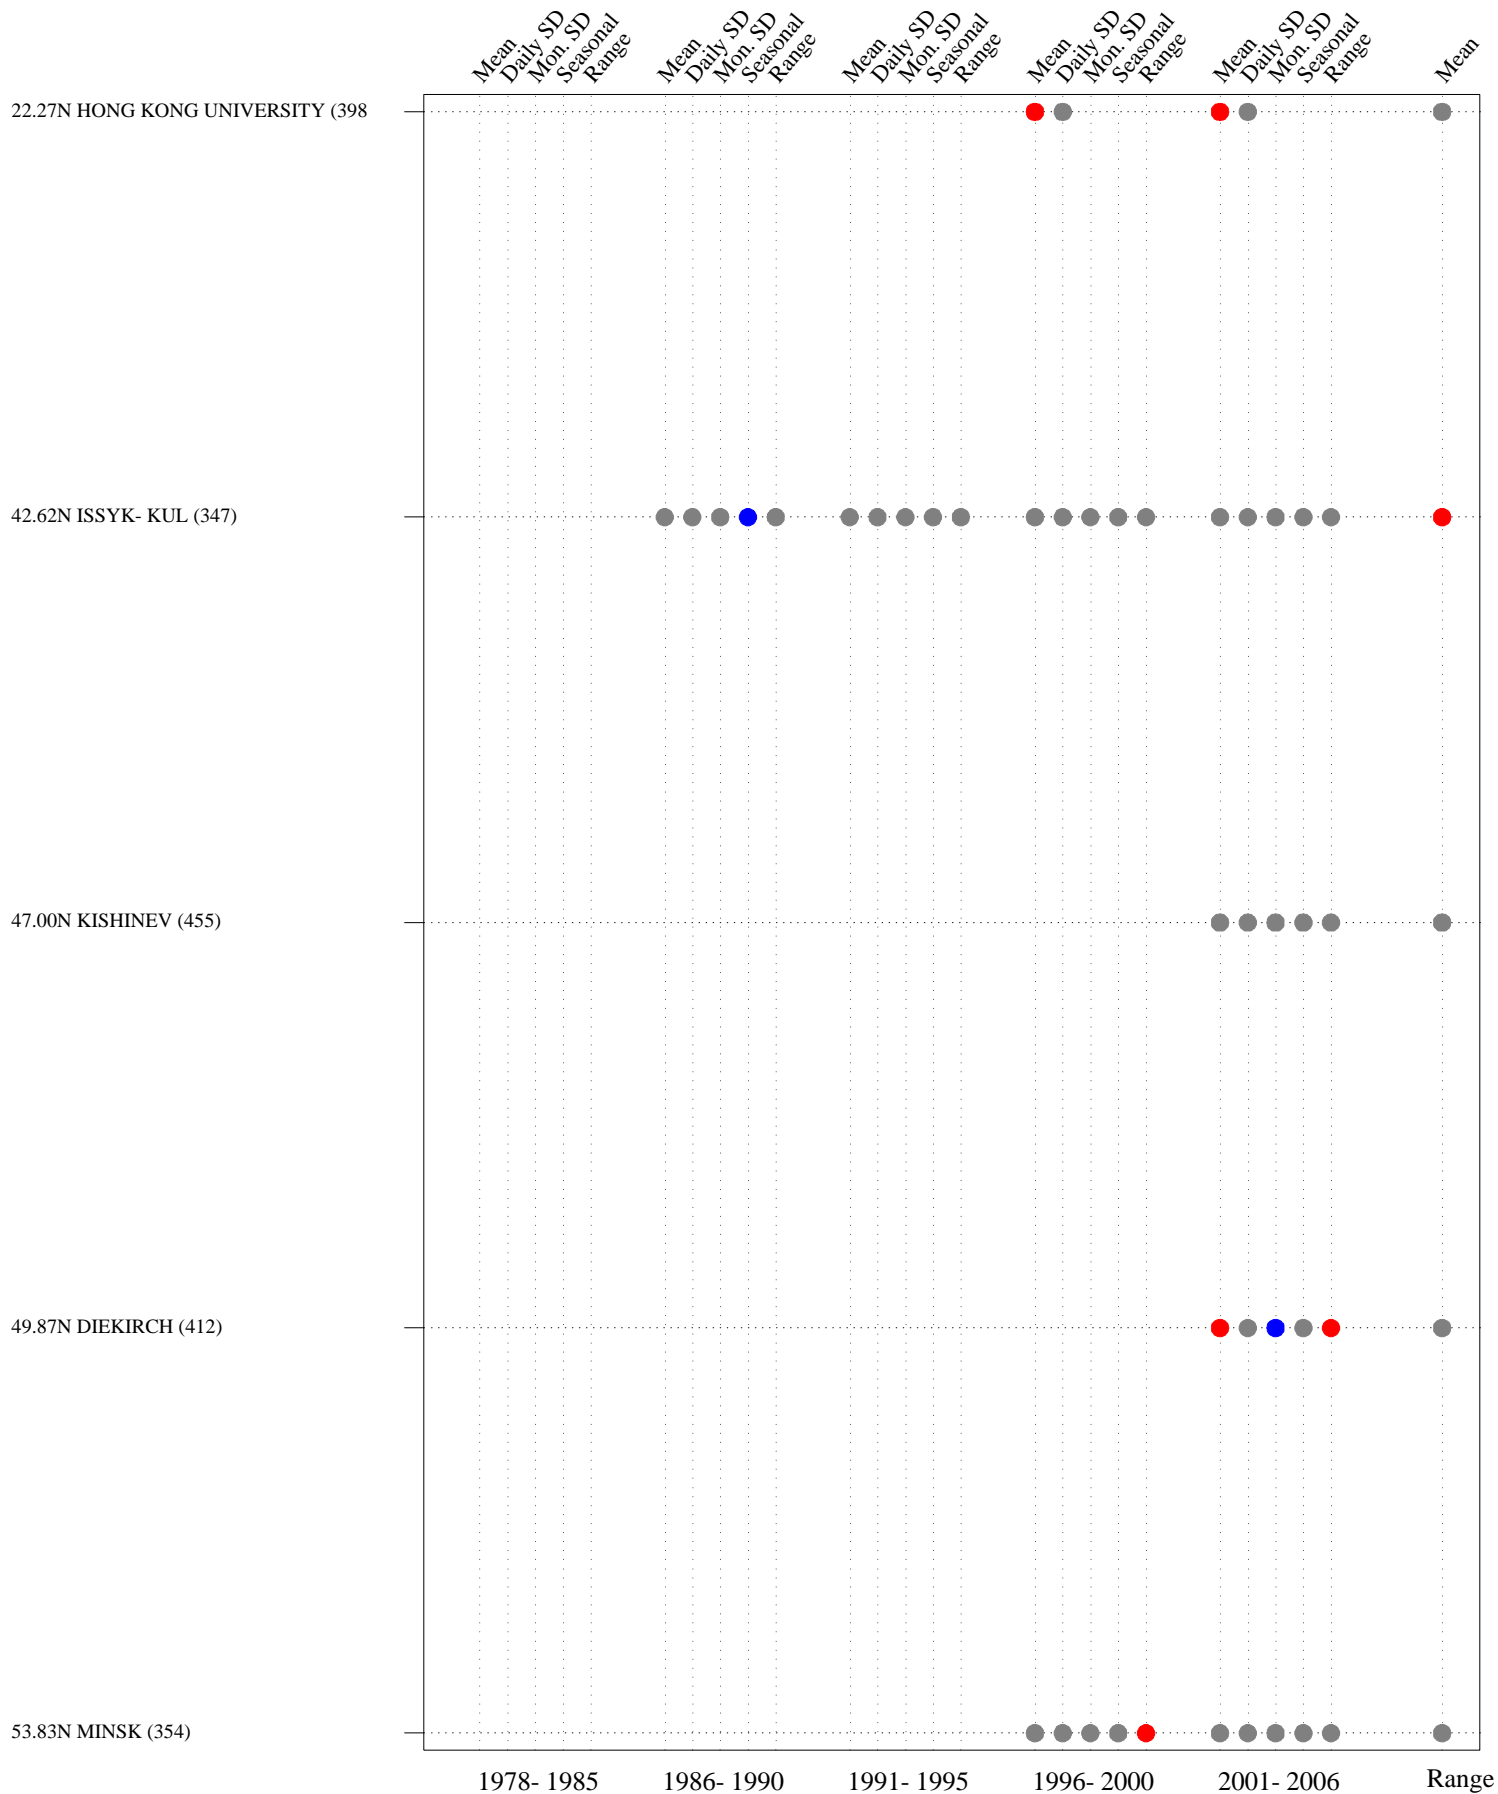 Mean Daily SD Mon. SD Seasonal Range Mean Daily SD Mon. SD Seasonal Range Mean Daily SD Mon. SD Seasonal Range Mean Daily SD Mon. SD Seasonal Range Mean Daily SD Mon. SD Seasonal Range Mean
22.27N HONG KONG UNIVERSITY (398
42.62N ISSYK- KUL (347)
47.00N KISHINEV (455)
49.87N DIEKIRCH (412)
53.83N MINSK (354)
1978- 1985 1986- 1990 1991- 1995 1996- 2000 2001- 2006 Range